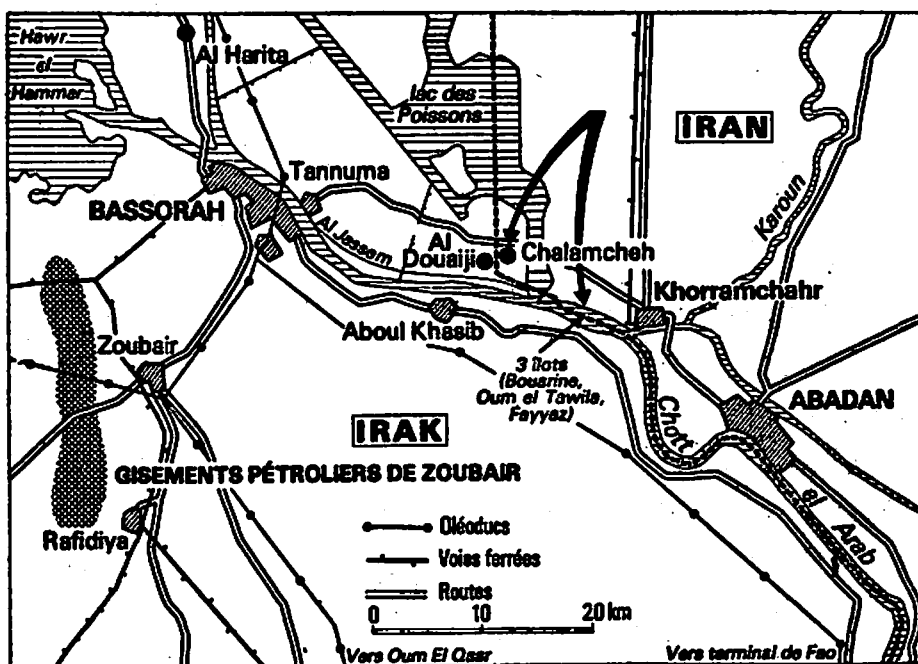 Hawr
el
Hammar
Al Harita
lac des
Poissons
IRAN
Karoun
Tannuma
BASSORAH
Al Jassem
Al
Douaiji
Chalamcheh
Khorramchahr
Zoubair
Aboul Khasib
3 îlots
(Bousrine,
Oum el Tawila,
Fayyaz)
ABADAN
IRAK
Chott
el Arab
GISEMENTS PÉTROLIERS DE ZOUBAIR
Rafidiya
Oléoducs
Voies ferrées
Routes
0 10 20 km
Vers Oum El Qasr
Vers terminal de Fao